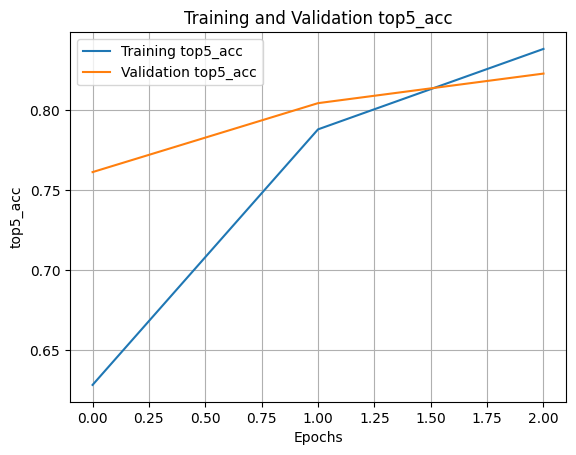 Training and Validation top5_acc
Training top5_acc
Validation top5_acc
top5_acc
0.80
0.75
0.70
0.65
0.00 0.25 0.50 0.75 1.00 1.25 1.50 1.75 2.00
Epochs